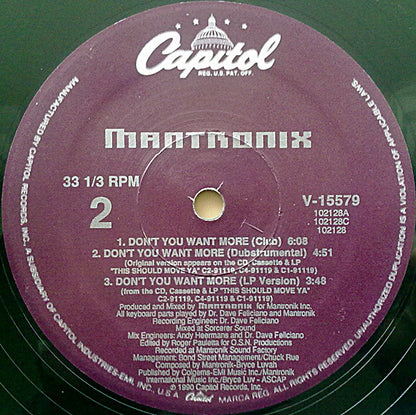 Capitol
REG. U.S. PAT. OFF.
MANTRONIX
33 1/3 RPM
V-15579
2
102128A
102128C
102128
1. DON'T YOU WANT MORE (Club) 6:08
2. DON'T YOU WANT MORE (Dubstrumental) 4:51
(Original version appears on the CD, Cassette & LP
"THIS SHOULD MOVE YA" C2-91119, C4-91119 & C1-91119)
3. DON'T YOU WANT MORE (LP Version) 3:48
(from the CD, Cassette & LP "THIS SHOULD MOVE YA"
C2-91119, C4-91119 & C1-91119)
Produced and Mixed by MANTRONIX for Mantronik Inc.
All keyboard parts played by Dr. Dave Feliciano and Mantronik
Recording Engineer: Dr. Dave Feliciano
Mixed at Sorcerer Sound
Mix Engineers: Andy Heermans and Dr. Dave Feliciano
Edited by Roger Pauletta for O.S.N. Productions
Recorded at Mantronik Sound Factory
Management: Bond Street Management/Chuck Rue
Composed by Mantronik-Bryce Luvah
Published by Colgems-EMI Music Inc./Mantronik
International Music Inc./Bryce Luv - ASCAP
© 1990 Capitol Records, Inc.
MANUFACTURED BY CAPITOL RECORDS, INC., A SUBSIDIARY OF CAPITOL INDUSTRIES-EMI, INC. U.S.A. Capitol MARCA REG. ALL RIGHTS RESERVED. UNAUTHORIZED DUPLICATION IS A VIOLATION OF APPLICABLE LAWS.